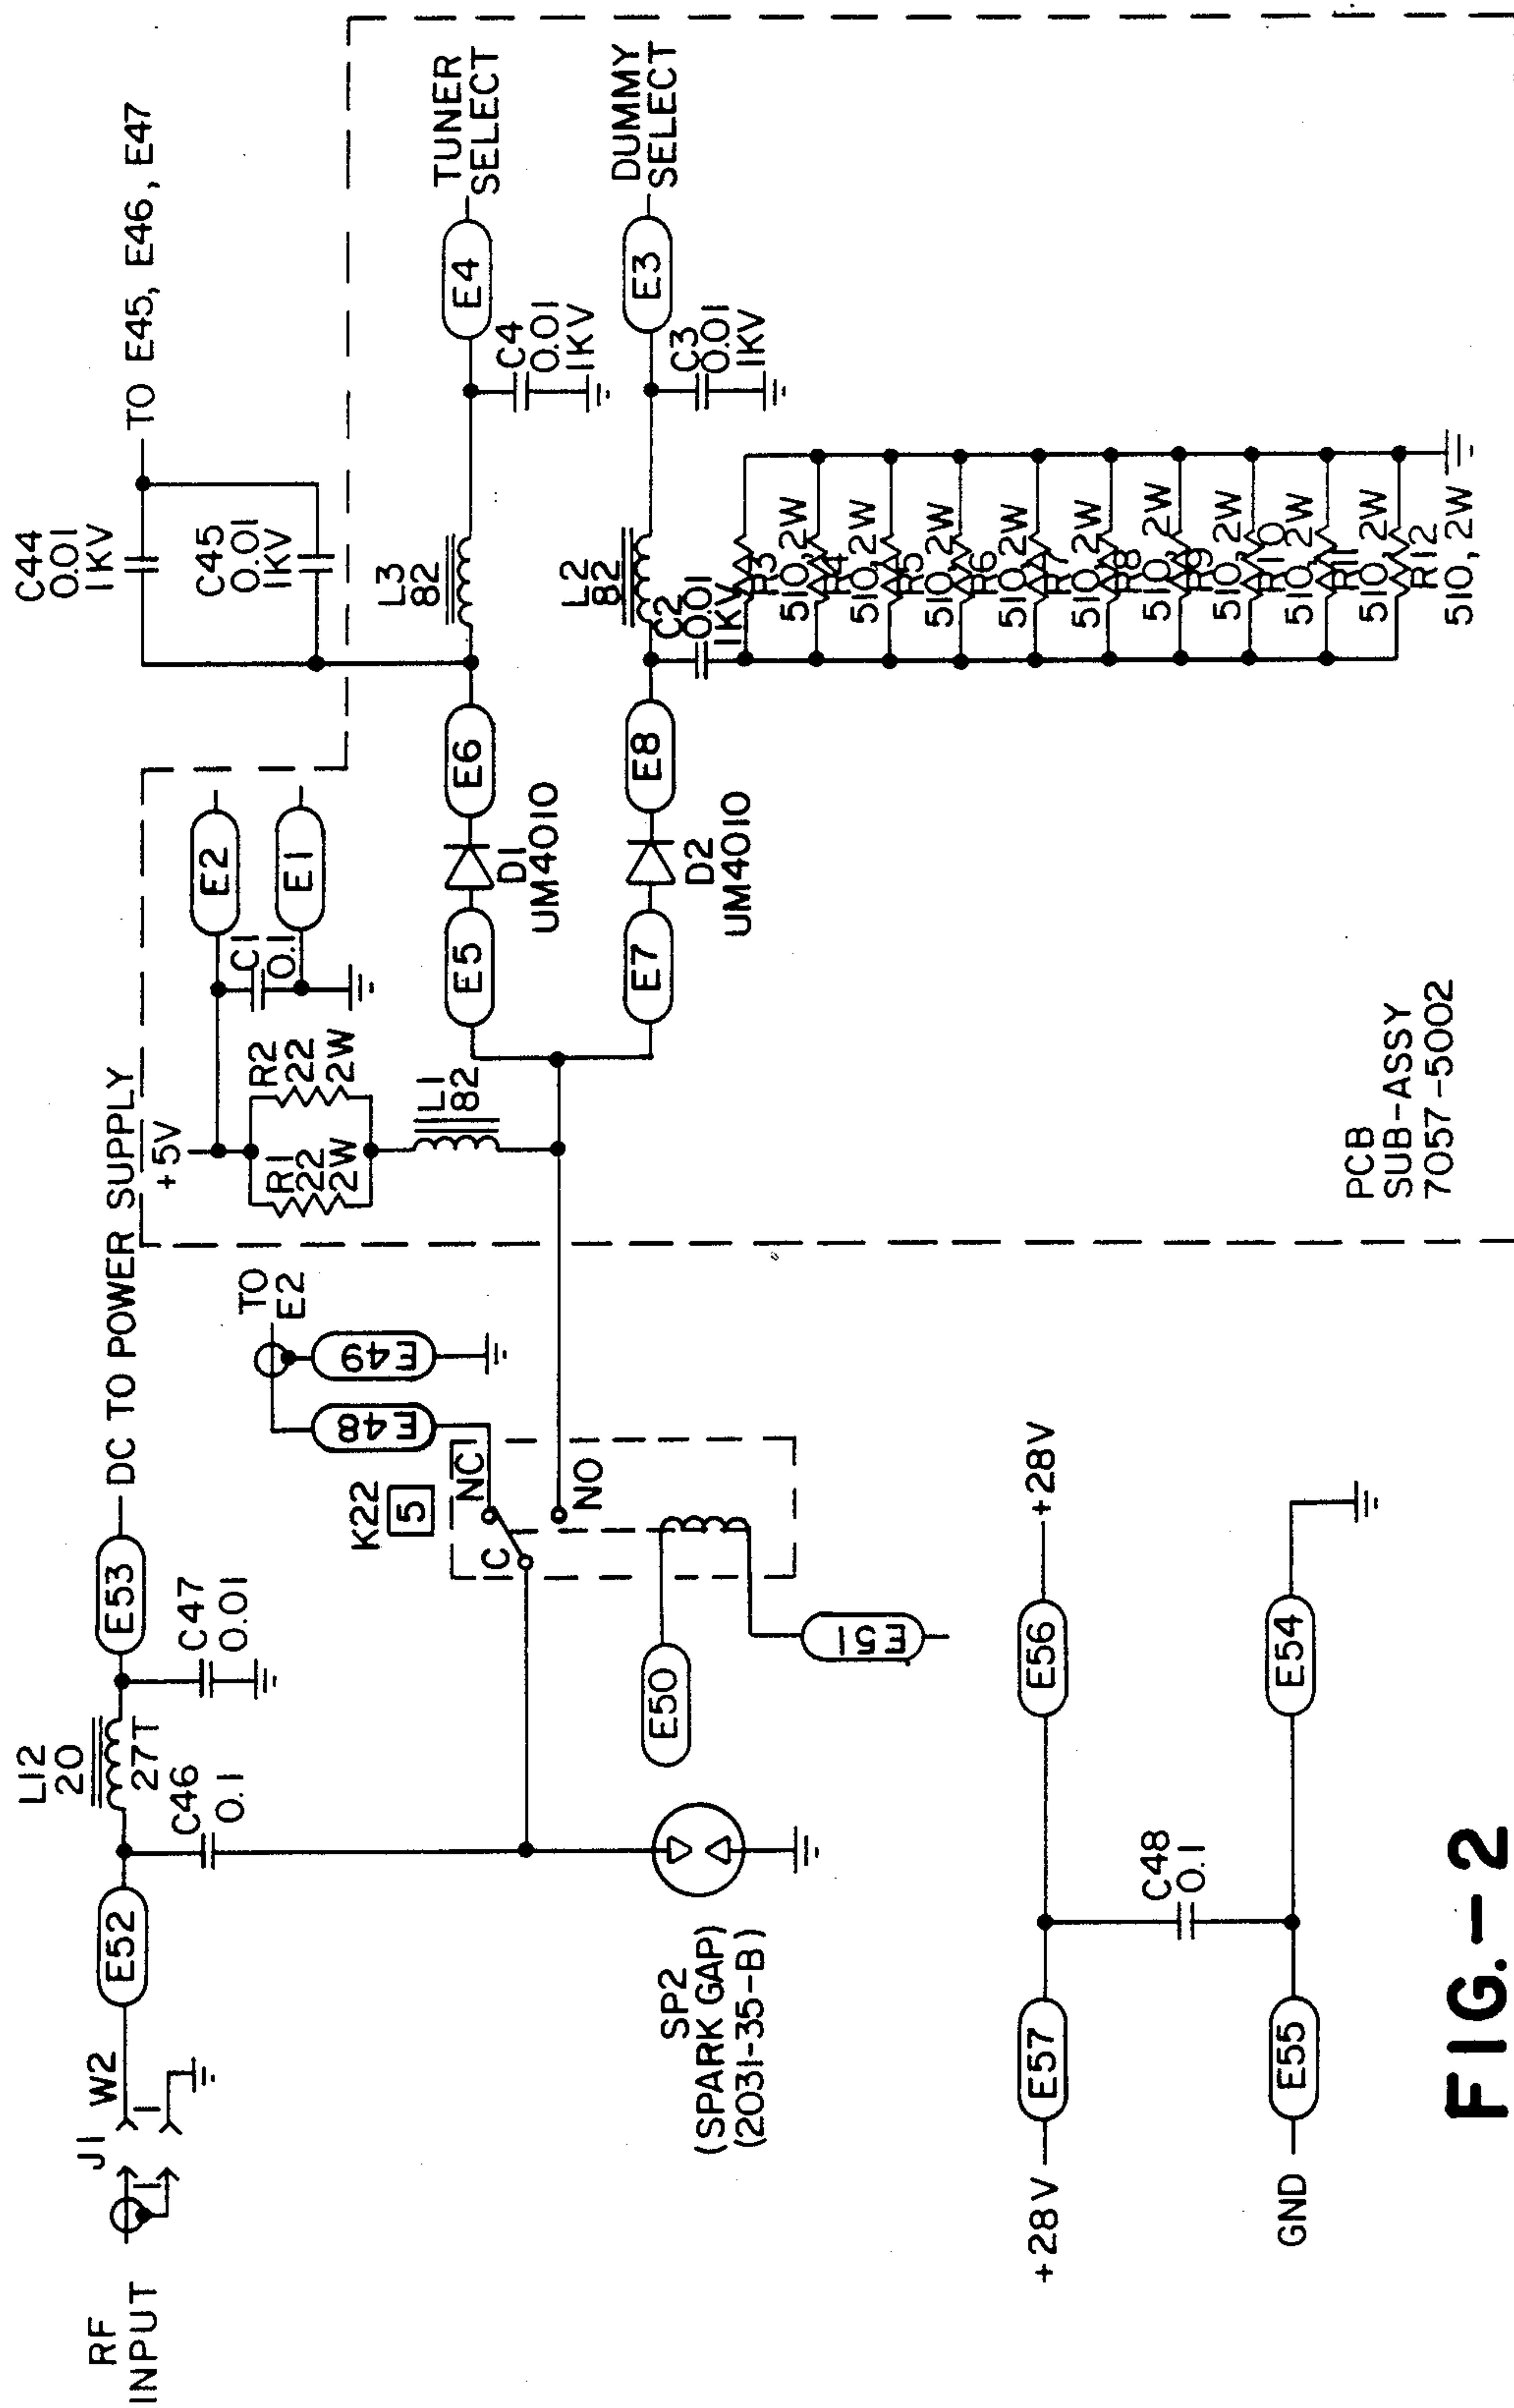 RF
INPUT
J1
1
1
W2
E52
L12
20
27T
C46
0.1
C47
0.01
E53
DC TO POWER SUPPLY
TO
E2
E48
E49
K22
5
NC
C
NO
E50
E51
SP2
(SPARK GAP)
(2031-35-B)
+5V
R1
22
2W
R2
22
2W
L1
82
C1
0.1
E2
E1
E5
D1
UM4010
E6
E7
D2
UM4010
E8
C44
0.01
1KV
C45
0.01
1KV
TO E45, E46, E47
L3
82
C4
0.01
1KV
E4
TUNER
SELECT
L2
82
C2
0.01
1KV
C3
0.01
1KV
E3
DUMMY
SELECT
R3
510, 2W
R4
510, 2W
R5
510, 2W
R6
510, 2W
R7
510, 2W
R8
510, 2W
R9
510, 2W
R10
510, 2W
R11
510, 2W
R12
510, 2W
PCB
SUB-ASSY
7057-5002
+28V
E57
C48
0.1
E56
+28V
GND
E55
E54
FIG.-2